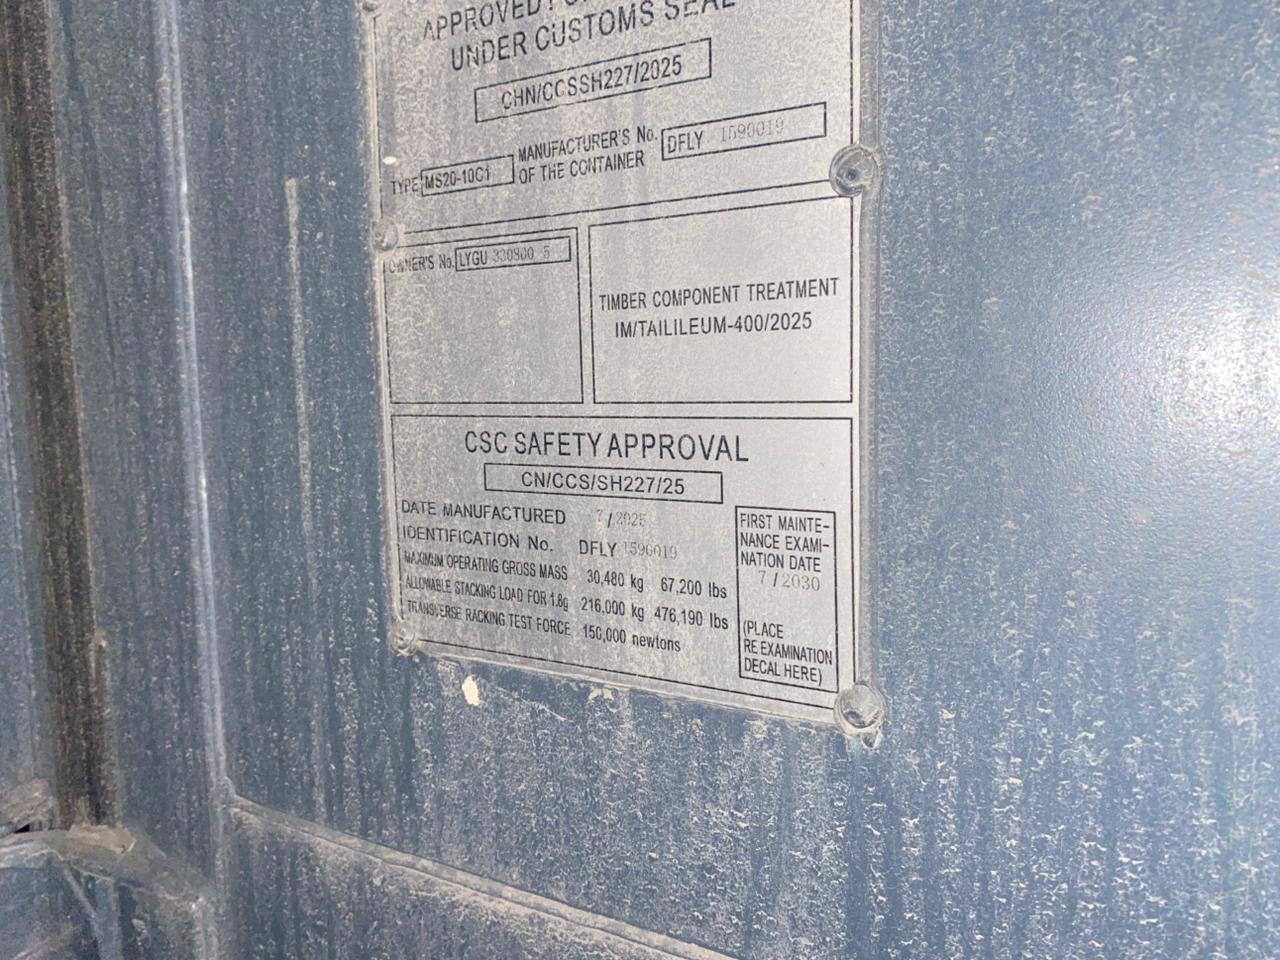 APPROVED FOR
UNDER CUSTOMS SEAL
CHN/CCSSH227/2025
TYPE MS20-10C1 MANUFACTURER'S No. OF THE CONTAINER DFLY 1590019
OWNER'S No. LYGU 330900 5
TIMBER COMPONENT TREATMENT
IM/TAILILEUM-400/2025
CSC SAFETY APPROVAL
CN/CCS/SH227/25
DATE MANUFACTURED 7/2025
IDENTIFICATION No. DFLY 1590019
MAXIMUM OPERATING GROSS MASS 30,480 kg 67,200 lbs
ALLOWABLE STACKING LOAD FOR 1.8g 216,000 kg 476,190 lbs
TRANSVERSE RACKING TEST FORCE 150,000 newtons
FIRST MAINTE-
NANCE EXAMI-
NATION DATE
7/2030
(PLACE
RE EXAMINATION
DECAL HERE)